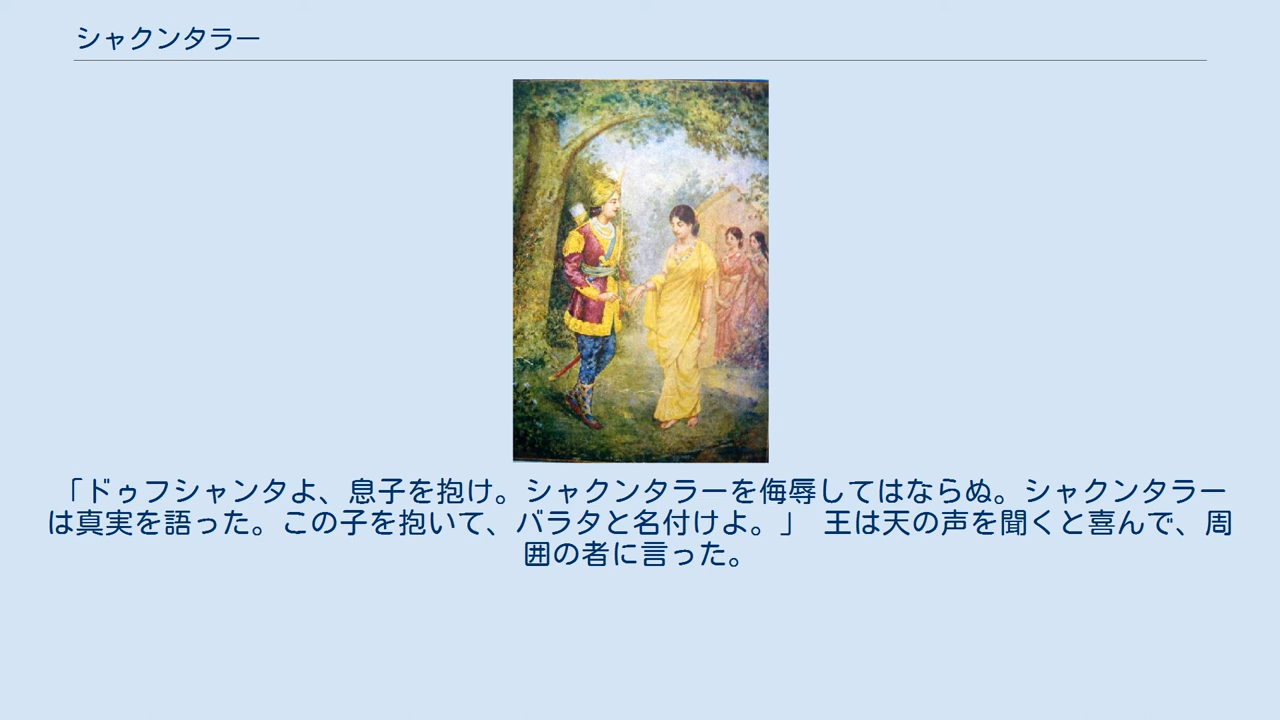 シャクンタラー
「ドゥフシャンタよ、息子を抱け。シャクンタラーを侮辱してはならぬ。シャクンタラー
は真実を語った。この子を抱いて、バラタと名付けよ。」 王は天の声を聞くと喜んで、周
囲の者に言った。